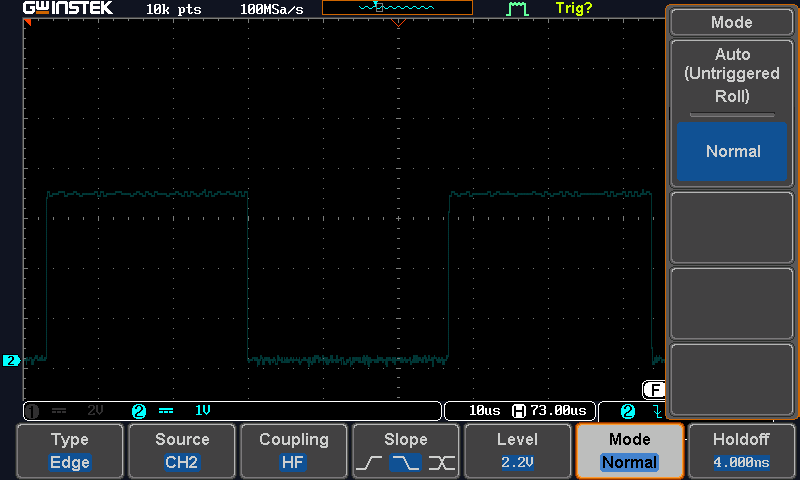 GWINSTEK 10k pts 100MSa/s Trig?
Mode
Auto
(Untriggered
Roll)
Normal
2
F
1 2V 2 1V 10us H 73.00us 2
Type Source Coupling Slope Level Mode Holdoff
Edge CH2 HF 2.2V Normal 4.000ns